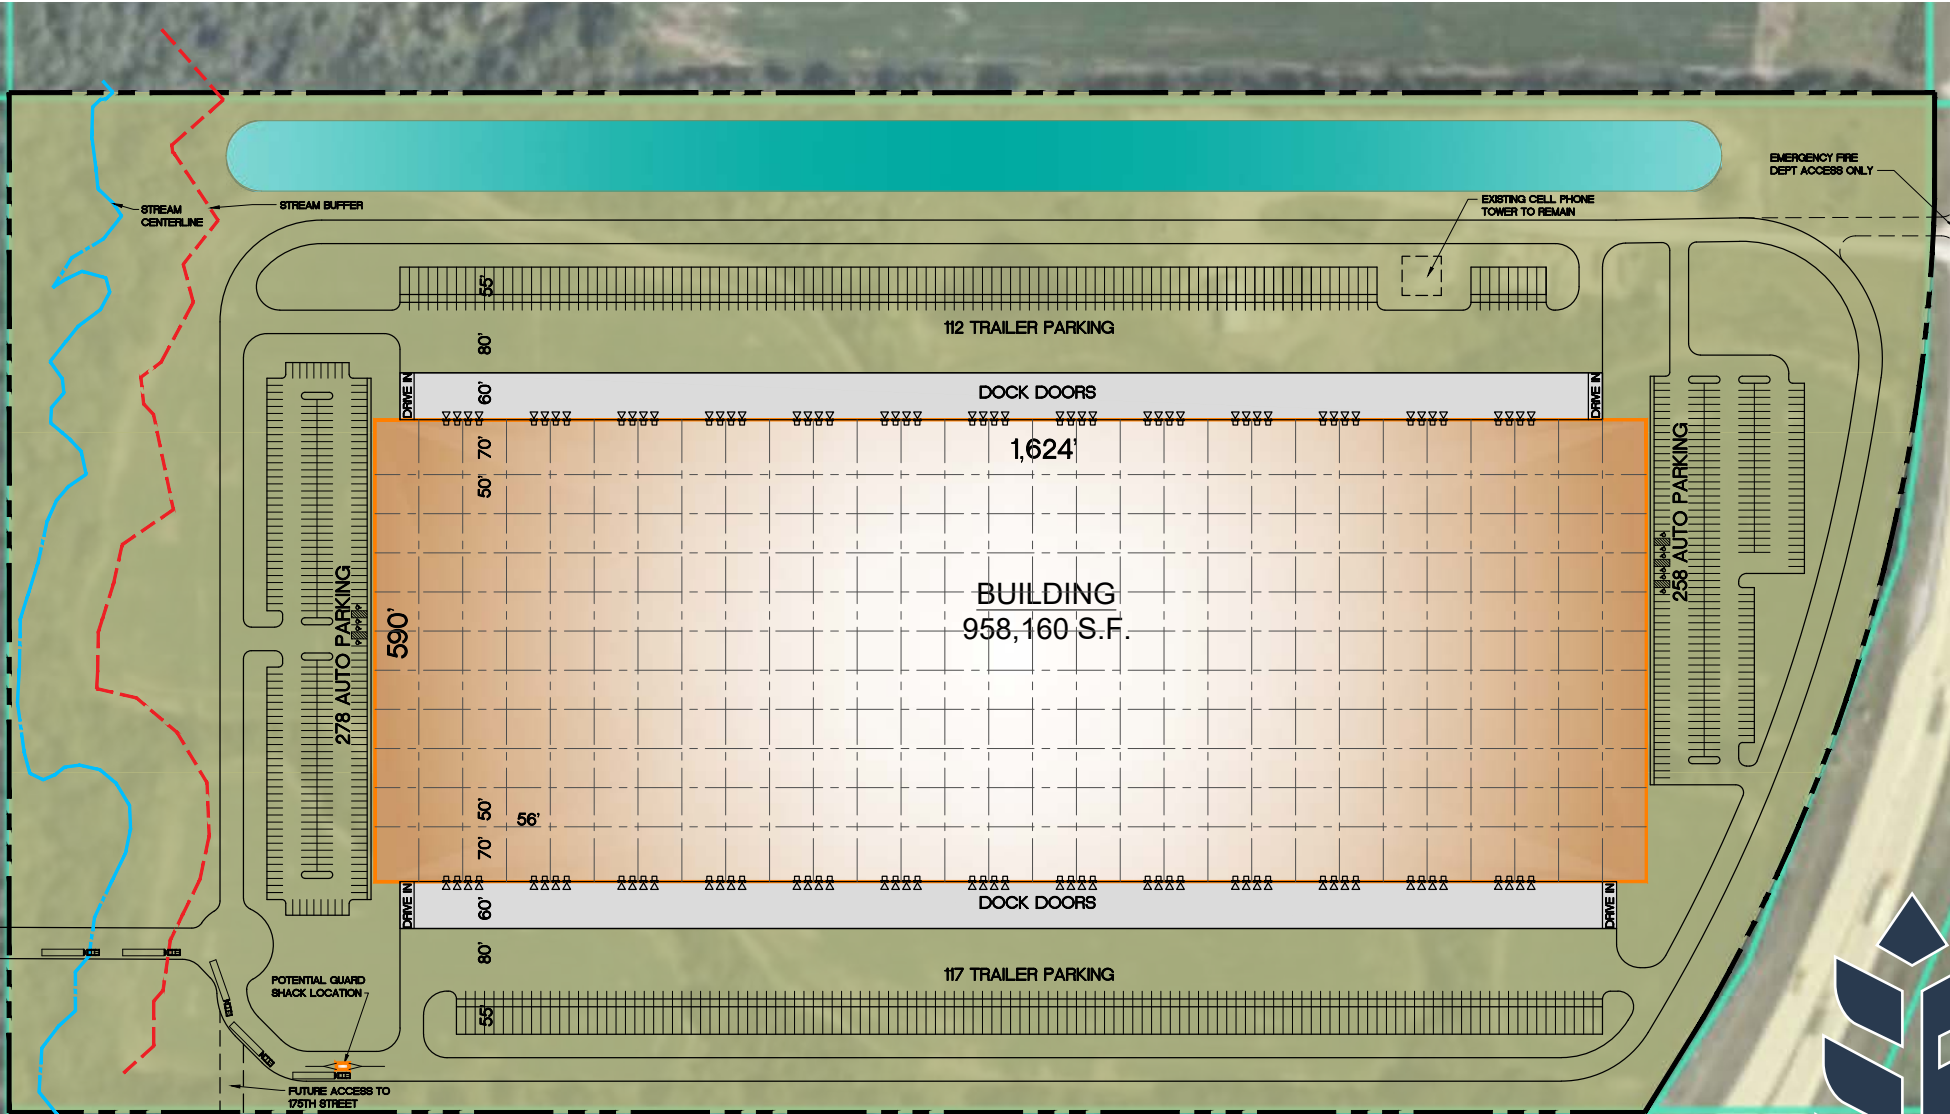 EMERGENCY FIRE
DEPT ACCESS ONLY
EXISTING CELL PHONE
TOWER TO REMAIN
STREAM
CENTERLINE
STREAM BUFFER
55'
112 TRAILER PARKING
80'
DRIVE IN
60'
DOCK DOORS
DRIVE IN
70'
1,624'
50'
258 AUTO PARKING
278 AUTO PARKING
590'
BUILDING
958,160 S.F.
50'
56'
70'
DRIVE IN
60'
DOCK DOORS
DRIVE IN
80'
117 TRAILER PARKING
55'
POTENTIAL GUARD
SHACK LOCATION
FUTURE ACCESS TO
175TH STREET